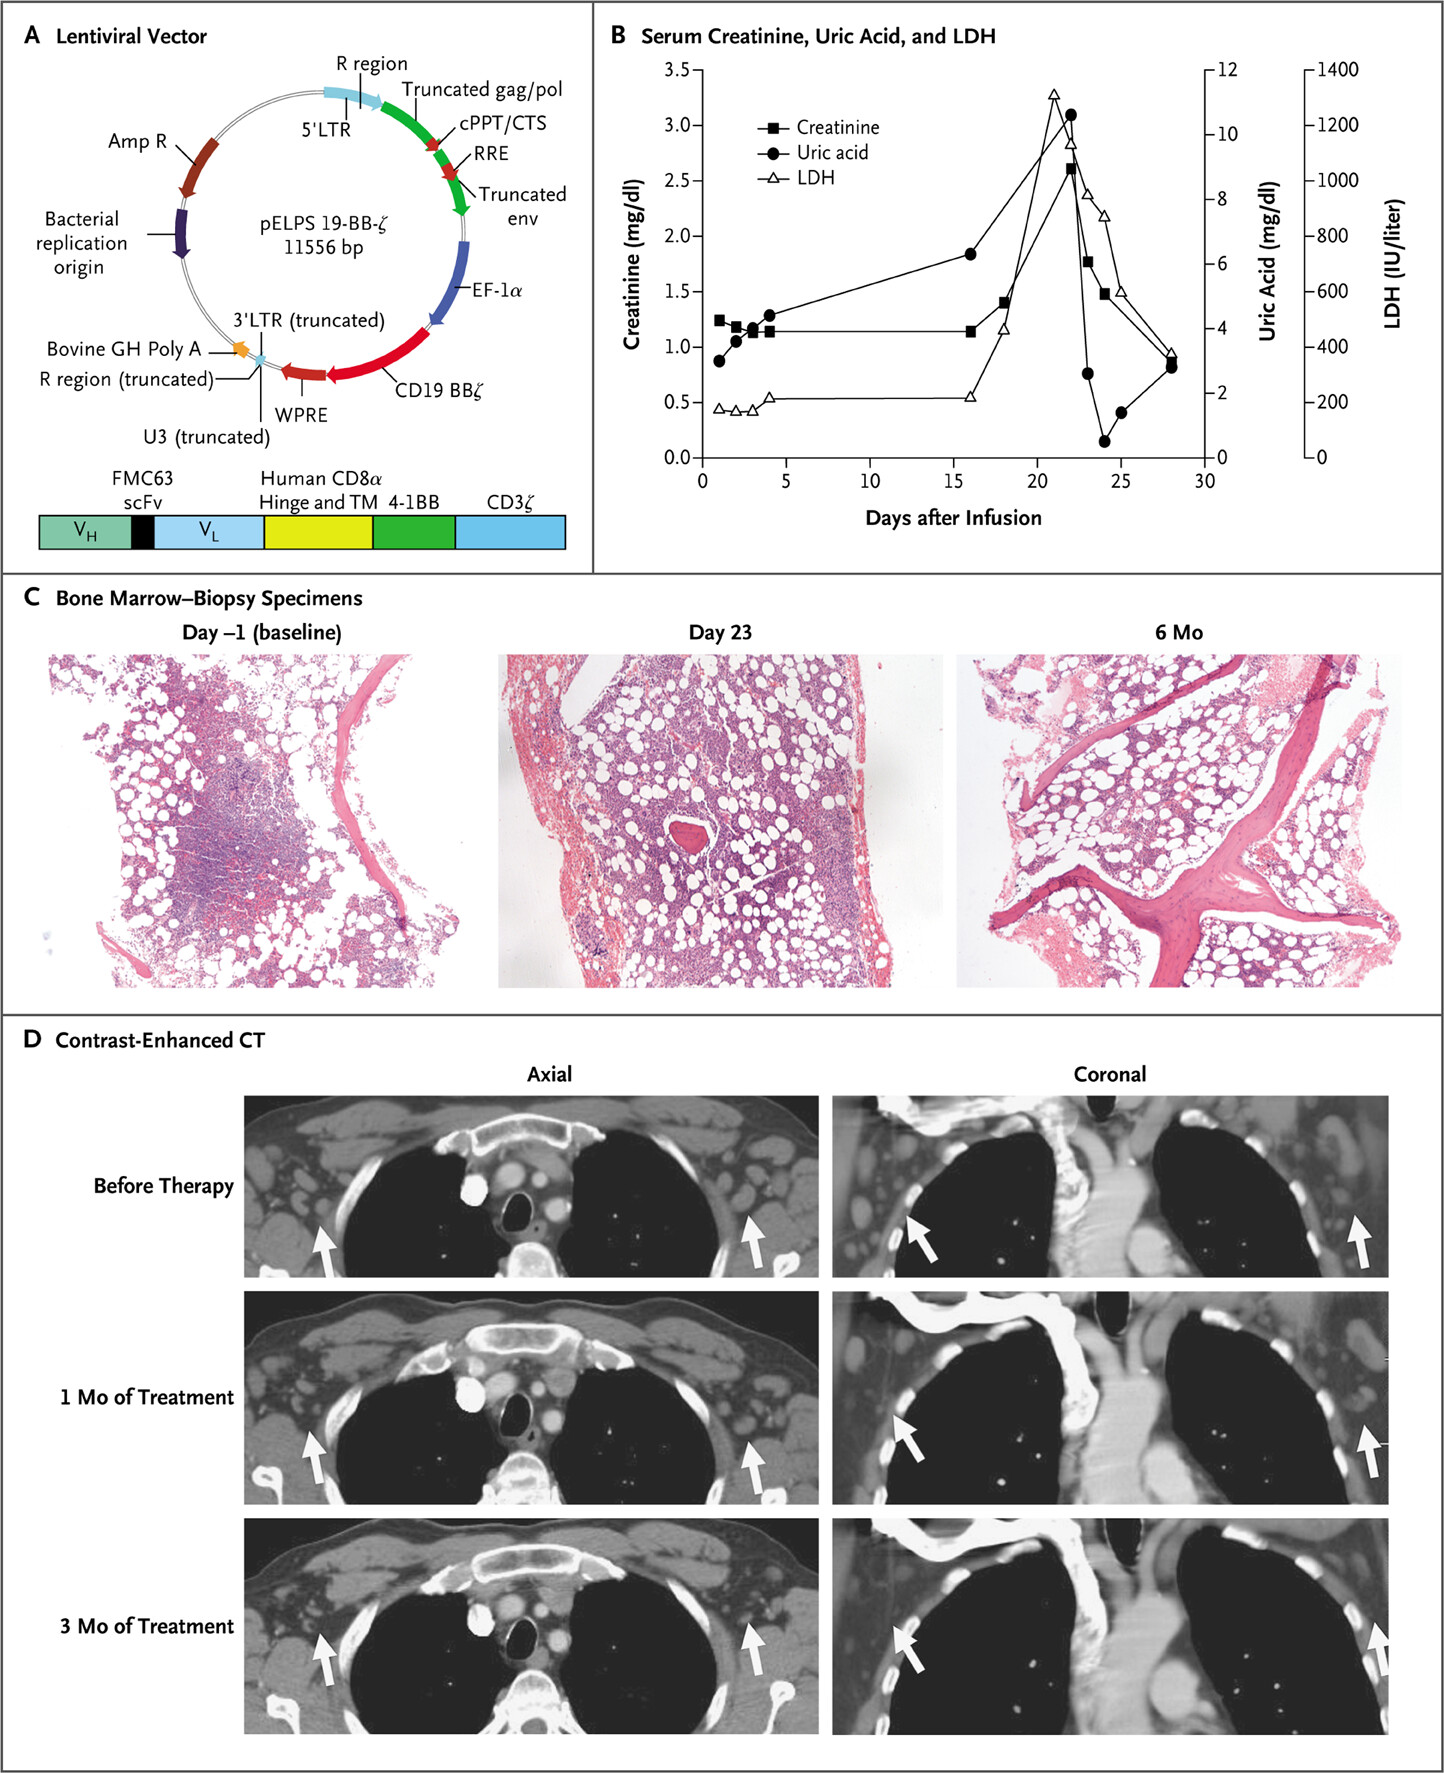 A Lentiviral Vector
R region
Truncated gag/pol
5'LTR
cPPT/CTS
Amp R
RRE
Truncated
env
Bacterial
replication
origin
pELPS 19-BB-ζ
11556 bp
EF-1α
3'LTR (truncated)
Bovine GH Poly A
R region (truncated)
CD19 BBζ
WPRE
U3 (truncated)
FMC63
scFv
Human CD8α
Hinge and TM
4-1BB
CD3ζ
VH
VL
B Serum Creatinine, Uric Acid, and LDH
3.5
3.0
2.5
2.0
1.5
1.0
0.5
0.0
Creatinine (mg/dl)
Creatinine
Uric acid
LDH
12
10
8
6
4
2
0
Uric Acid (mg/dl)
1400
1200
1000
800
600
400
200
0
LDH (IU/liter)
0 5 10 15 20 25 30
Days after Infusion
C Bone Marrow–Biopsy Specimens
Day –1 (baseline)
Day 23
6 Mo
D Contrast-Enhanced CT
Axial
Coronal
Before Therapy
1 Mo of Treatment
3 Mo of Treatment